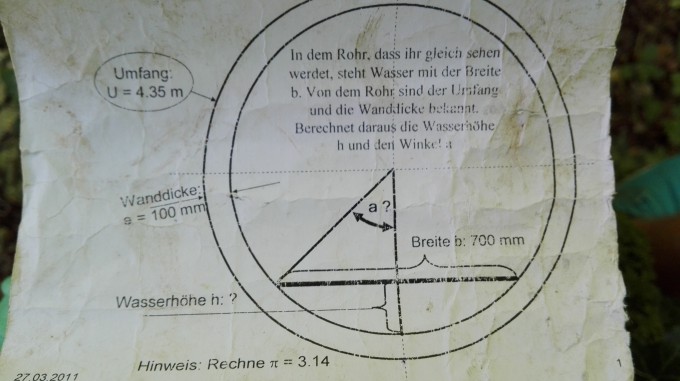 In dem Rohr, dass ihr gleich sehen
werdet, steht Wasser mit der Breite
b. Von dem Rohr sind der Umfang
und die Wanddicke bekannt.
Berechnet daraus die Wasserhöhe
h und den Winkel a
Umfang:
U = 4.35 m
Wanddicke:
a = 100 mm
a ?
Breite b: 700 mm
Wasserhöhe h: ?
Hinweis: Rechne π = 3.14
27.03.2011
1